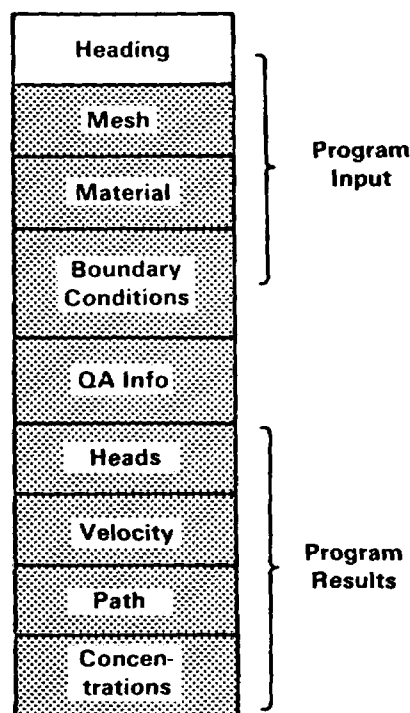 Heading
Mesh
Material
Boundary
Conditions
QA Info
Heads
Velocity
Path
Concen-
trations
Program
Input
Program
Results